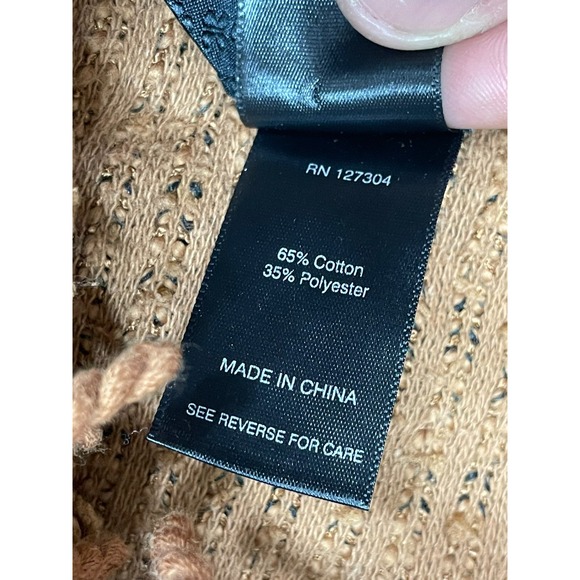 RN 127304
65% Cotton
35% Polyester
MADE IN CHINA
SEE REVERSE FOR CARE